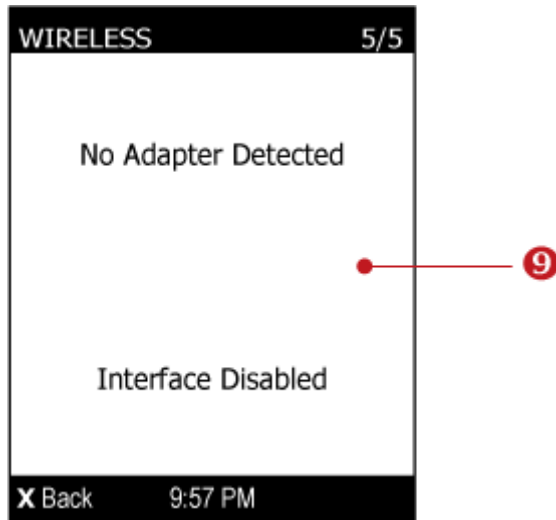 WIRELESS 5/5
No Adapter Detected
9
Interface Disabled
X Back 9:57 PM